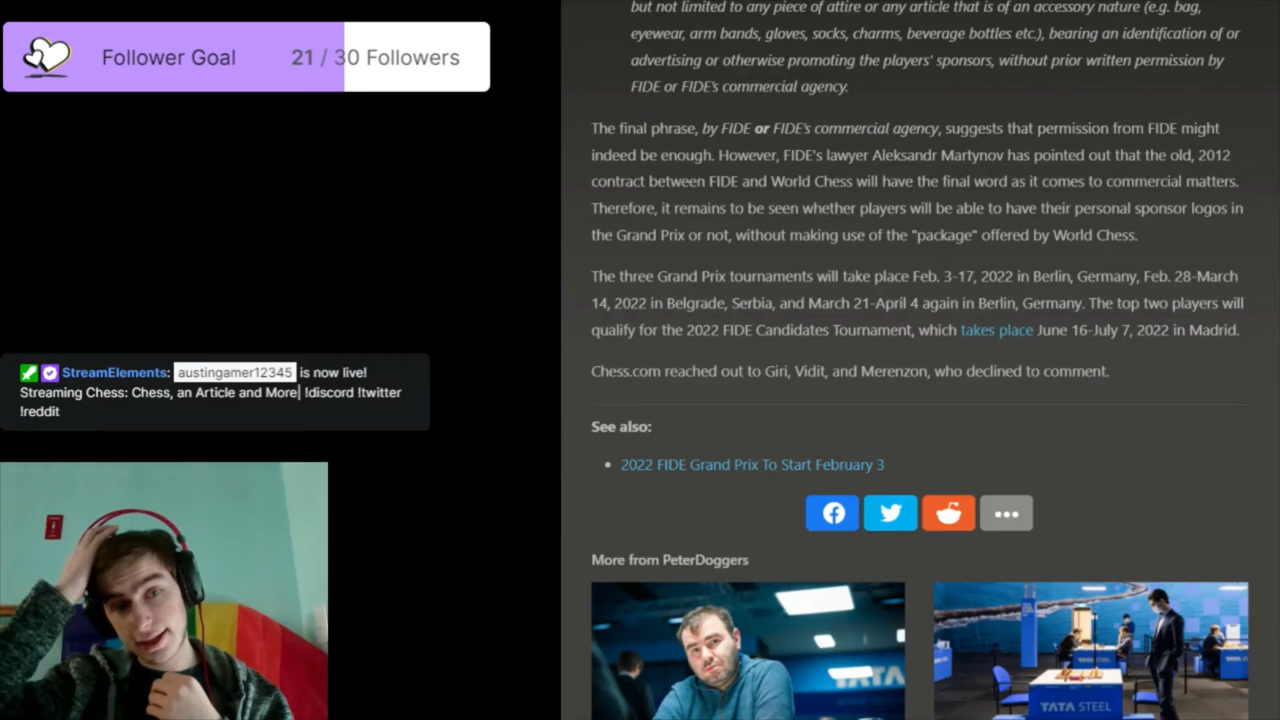 Follower Goal 21 / 30 Followers
StreamElements: austingamer12345 is now live!
Streaming Chess: Chess, an Article and More| !discord !twitter
!reddit
but not limited to any piece of attire or any article that is of an accessory nature (e.g. bag,
eyewear, arm bands, gloves, socks, charms, beverage bottles etc.), bearing an identification of or
advertising or otherwise promoting the players' sponsors, without prior written permission by
FIDE or FIDE's commercial agency.
The final phrase, by FIDE or FIDE's commercial agency, suggests that permission from FIDE might
indeed be enough. However, FIDE's lawyer Aleksandr Martynov has pointed out that the old, 2012
contract between FIDE and World Chess will have the final word as it comes to commercial matters.
Therefore, it remains to be seen whether players will be able to have their personal sponsor logos in
the Grand Prix or not, without making use of the "package" offered by World Chess.
The three Grand Prix tournaments will take place Feb. 3-17, 2022 in Berlin, Germany, Feb. 28-March
14, 2022 in Belgrade, Serbia, and March 21-April 4 again in Berlin, Germany. The top two players will
qualify for the 2022 FIDE Candidates Tournament, which takes place June 16-July 7, 2022 in Madrid.
Chess.com reached out to Giri, Vidit, and Merenzon, who declined to comment.
See also:
2022 FIDE Grand Prix To Start February 3
More from PeterDoggers
TATA
TATA STEEL
TATA STEEL
TATA STEEL